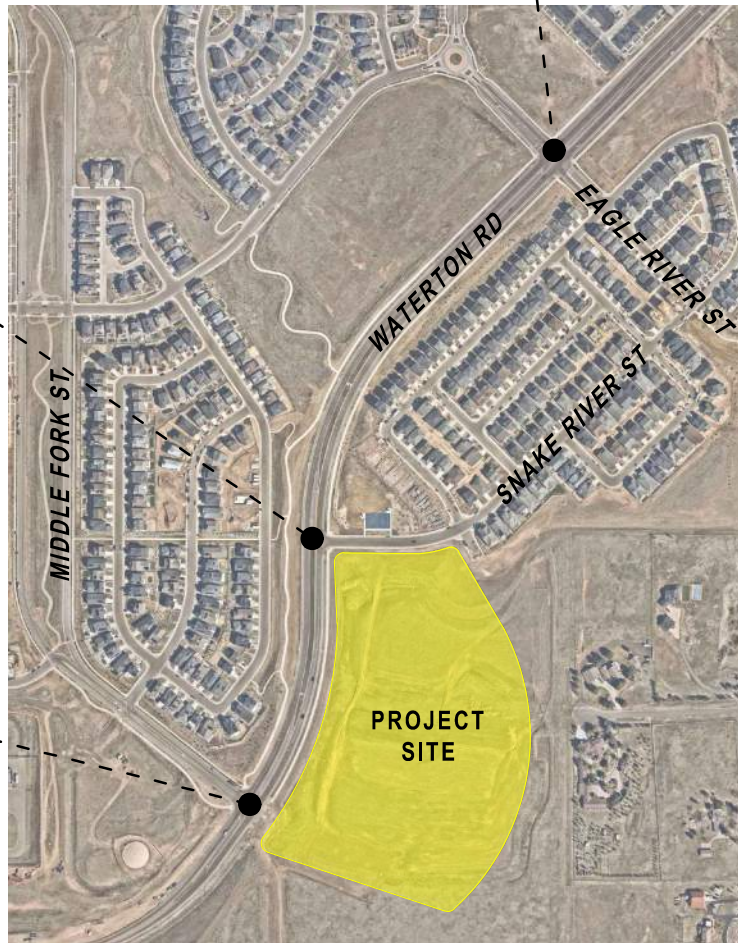 WATERTON RD
EAGLE RIVER ST
SNAKE RIVER ST
MIDDLE FORK ST,
PROJECT
SITE